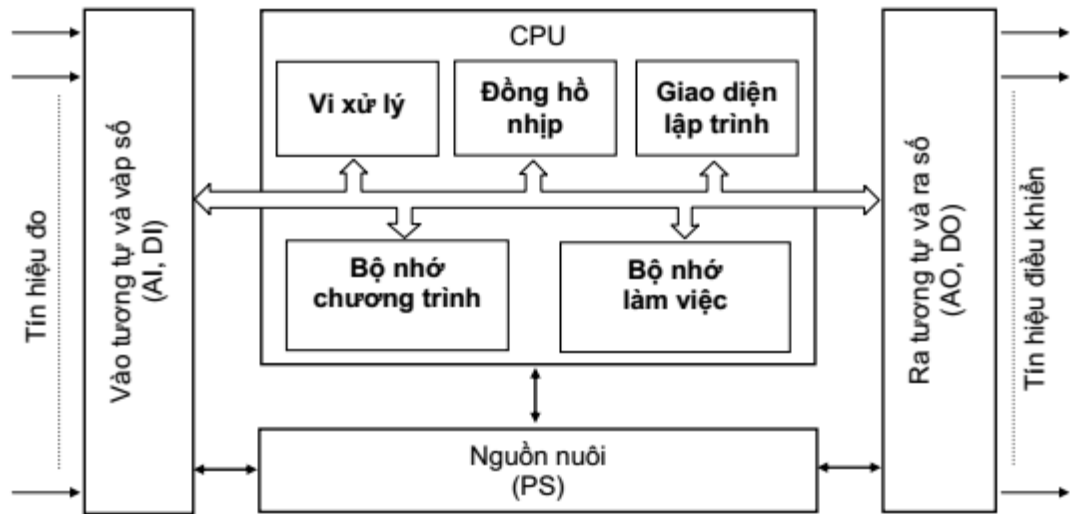 Tín hiệu đo
Vào tương tự và vàp số
(AI, DI)
CPU
Vi xử lý
Đồng hồ
nhịp
Giao diện
lập trình
Bộ nhớ
chương trình
Bộ nhớ
làm việc
Nguồn nuôi
(PS)
Ra tương tự và ra số
(AO, DO)
Tín hiệu điều khiển